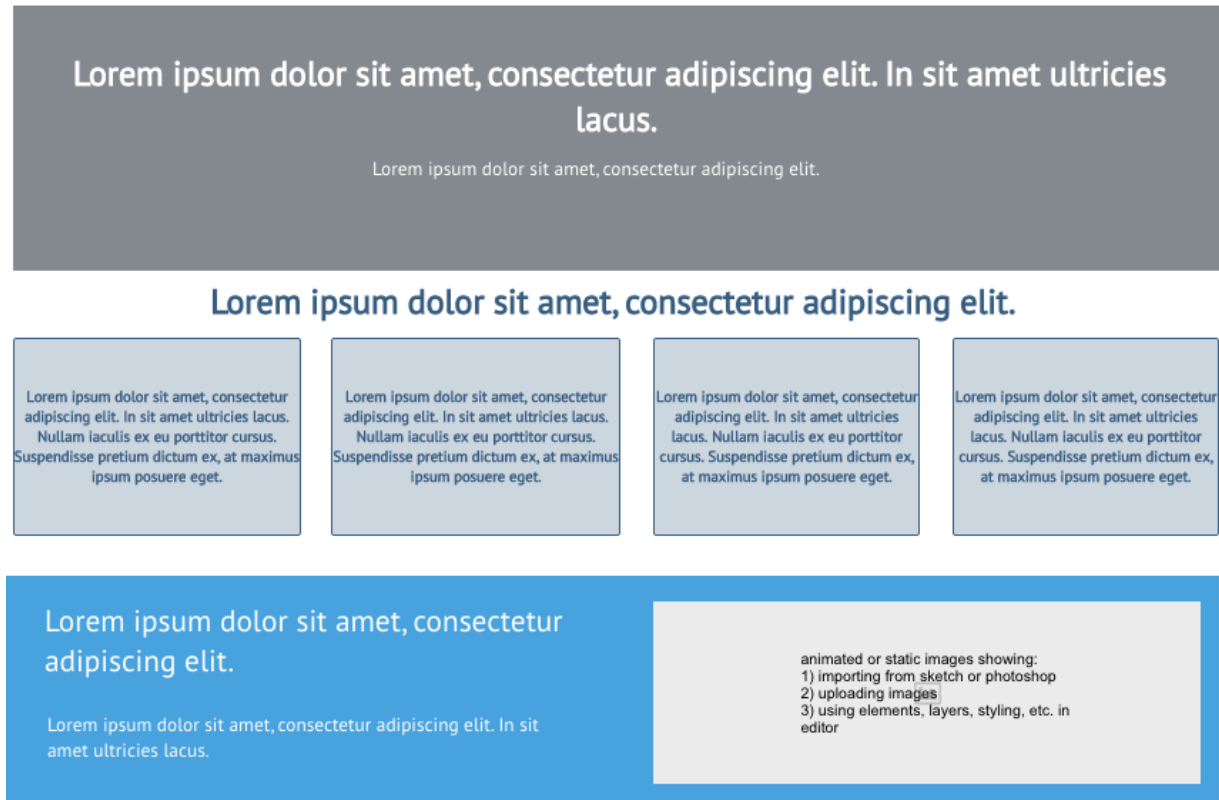 Lorem ipsum dolor sit amet, consectetur adipiscing elit. In sit amet ultricies
lacus.
Lorem ipsum dolor sit amet, consectetur adipiscing elit.
Lorem ipsum dolor sit amet, consectetur adipiscing elit.
Lorem ipsum dolor sit amet, consectetur
adipiscing elit. In sit amet ultricies lacus.
Nullam iaculis ex eu porttitor cursus.
Suspendisse pretium dictum ex, at maximus
ipsum posuere eget.
Lorem ipsum dolor sit amet, consectetur
adipiscing elit. In sit amet ultricies lacus.
Nullam iaculis ex eu porttitor cursus.
Suspendisse pretium dictum ex, at maximus
ipsum posuere eget.
Lorem ipsum dolor sit amet, consectetur
adipiscing elit. In sit amet ultricies
lacus. Nullam iaculis ex eu porttitor
cursus. Suspendisse pretium dictum ex,
at maximus ipsum posuere eget.
Lorem ipsum dolor sit amet, consectetur
adipiscing elit. In sit amet ultricies
lacus. Nullam iaculis ex eu porttitor
cursus. Suspendisse pretium dictum ex,
at maximus ipsum posuere eget.
Lorem ipsum dolor sit amet, consectetur
adipiscing elit.
Lorem ipsum dolor sit amet, consectetur adipiscing elit. In sit
amet ultricies lacus.
animated or static images showing:
1) importing from sketch or photoshop
2) uploading images
3) using elements, layers, styling, etc. in
editor